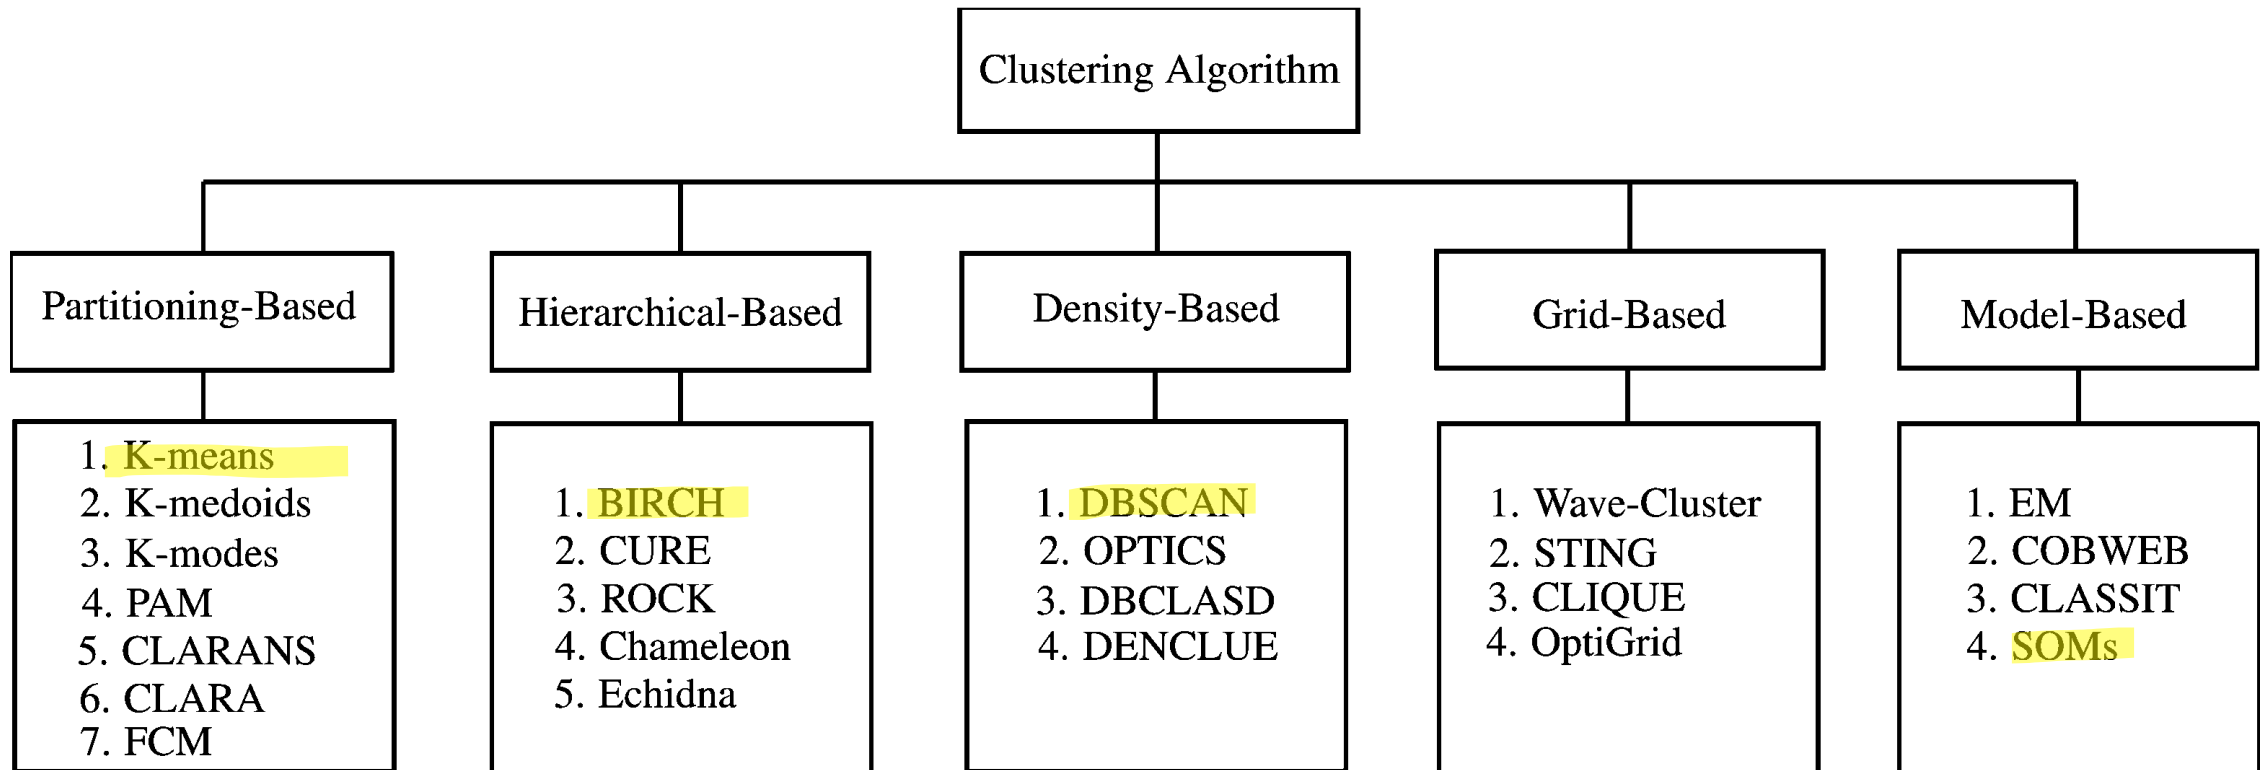 Clustering Algorithm
Partitioning-Based
Hierarchical-Based
Density-Based
Grid-Based
Model-Based
1. K-means
2. K-medoids
3. K-modes
4. PAM
5. CLARANS
6. CLARA
7. FCM
1. BIRCH
2. CURE
3. ROCK
4. Chameleon
5. Echidna
1. DBSCAN
2. OPTICS
3. DBCLASD
4. DENCLUE
1. Wave-Cluster
2. STING
3. CLIQUE
4. OptiGrid
1. EM
2. COBWEB
3. CLASSIT
4. SOMs